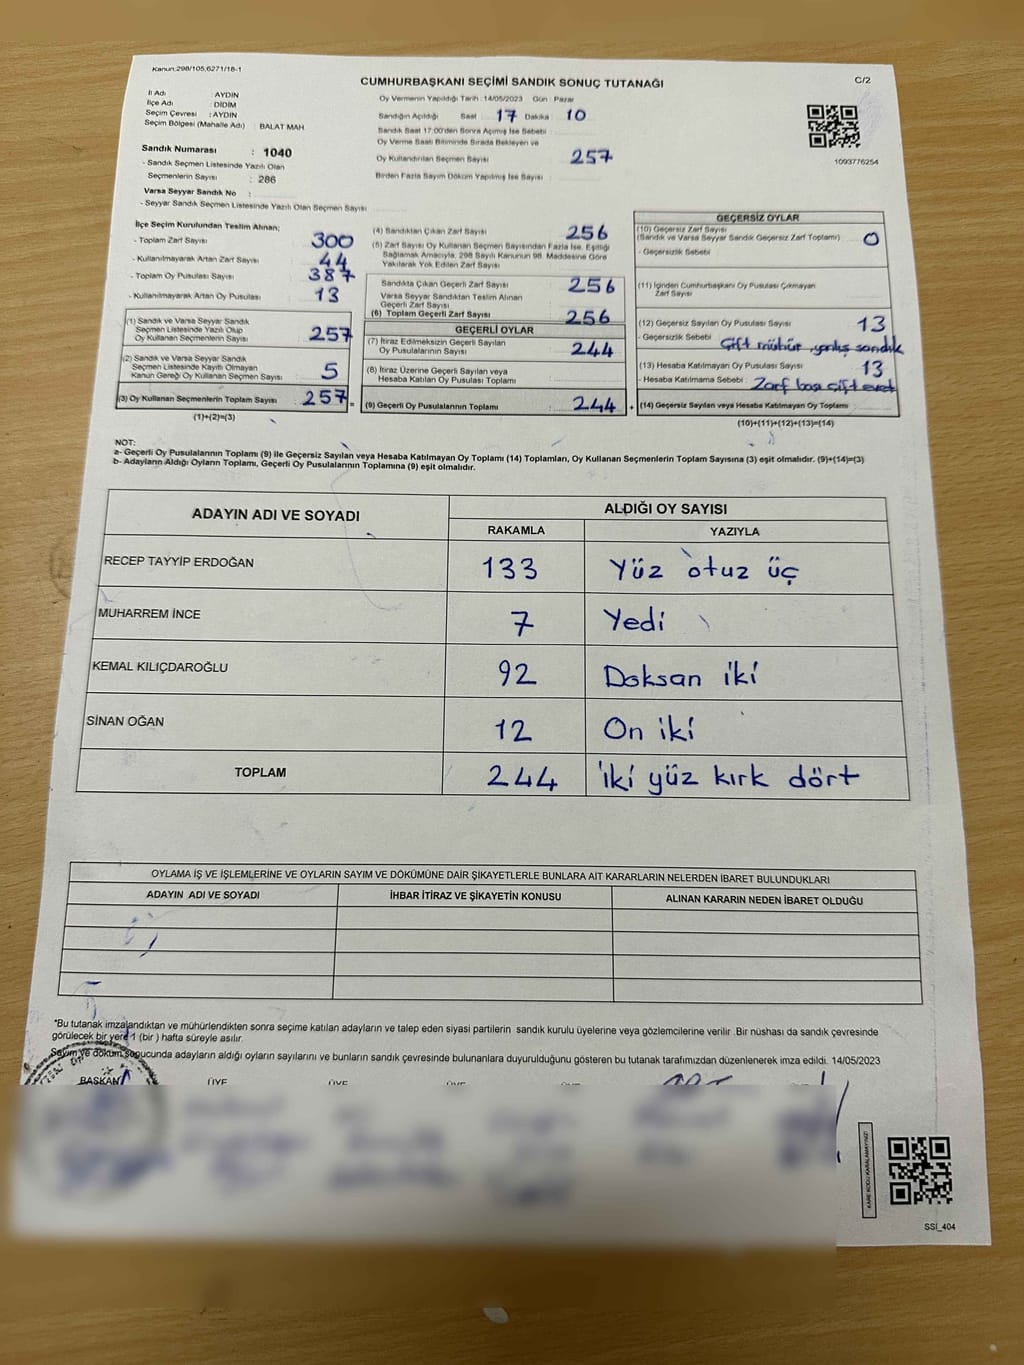 Kanun:298/105,6271/18-1
C/2
CUMHURBAŞKANI SEÇİMİ SANDIK SONUÇ TUTANAĞI
İl Adı : AYDIN
İlçe Adı : DİDİM
Seçim Çevresi : AYDIN
Seçim Bölgesi (Mahalle Adı) : BALAT MAH.
Sandık Numarası : 1040
- Sandık Seçmen Listesinde Yazılı Olan
Seçmenlerin Sayısı : 286
Varsa Seyyar Sandık No :
- Seyyar Sandık Seçmen Listesinde Yazılı Olan Seçmen Sayısı
Oy Vermenin Yapıldığı Tarih : 14/05/2023 Gün : Pazar
Sandığın Açıldığı Saat 17 Dakika 10
Sandık Saat 17:00'den Sonra Açılmış İse Sebebi
Oy Verme Saati Bitiminde Sırada Bekleyen ve
Oy Kullandırılan Seçmen Sayısı 257
Birden Fazla Sayım Döküm Yapılmış İse Sayısı :
1093776254
İlçe Seçim Kurulundan Teslim Alınan;
- Toplam Zarf Sayısı 300
- Kullanılmayarak Artan Zarf Sayısı 44
- Toplam Oy Pusulası Sayısı 387
- Kullanılmayarak Artan Oy Pusulası 13
(1) Sandık ve Varsa Seyyar Sandık
Seçmen Listesinde Yazılı Olup
Oy Kullanan Seçmenlerin Sayısı 257
(2) Sandık ve Varsa Seyyar Sandık
Seçmen Listesinde Kayıtlı Olmayan
Kanun Gereği Oy Kullanan Seçmen Sayısı 5
(3) Oy Kullanan Seçmenlerin Toplam Sayısı 257 =
(1)+(2)=(3)
(4) Sandıktan Çıkan Zarf Sayısı 256
(5) Zarf Sayısı Oy Kullanan Seçmen Sayısından Fazla İse, Eşitliği
Sağlamak Amacıyla, 298 Sayılı Kanunun 98. Maddesine Göre
Yakılarak Yok Edilen Zarf Sayısı
Sandıkta Çıkan Geçerli Zarf Sayısı 256
Varsa Seyyar Sandıktan Teslim Alınan
Geçerli Zarf Sayısı
(6) Toplam Geçerli Zarf Sayısı 256
GEÇERLİ OYLAR
(7) İtiraz Edilmeksizin Geçerli Sayılan
Oy Pusulalarının Sayısı 244
(8) İtiraz Üzerine Geçerli Sayılan veya
Hesaba Katılan Oy Pusulası Toplamı
(9) Geçerli Oy Pusulalarının Toplamı 244 +
GEÇERSİZ OYLAR
(10) Geçersiz Zarf Sayısı
(Sandık ve Varsa Seyyar Sandık Geçersiz Zarf Toplamı) 0
- Geçersizlik Sebebi
(11) İçinden Cumhurbaşkanı Oy Pusulası Çıkmayan
Zarf Sayısı
(12) Geçersiz Sayılan Oy Pusulası Sayısı 13
- Geçersizlik Sebebi Çift mühür, yanlış sandık
(13) Hesaba Katılmayan Oy Pusulası Sayısı 13
- Hesaba Katılmama Sebebi : Zarf başı çift evet
(14) Geçersiz Sayılan veya Hesaba Katılmayan Oy Toplamı
(10)+(11)+(12)+(13)=(14)
NOT:
a- Geçerli Oy Pusulalarının Toplamı (9) ile Geçersiz Sayılan veya Hesaba Katılmayan Oy Toplamı (14) Toplamları, Oy Kullanan Seçmenlerin Toplam Sayısına (3) eşit olmalıdır. (9)+(14)=(3)
b- Adayların Aldığı Oyların Toplamı, Geçerli Oy Pusulalarının Toplamına (9) eşit olmalıdır.
ADAYIN ADI VE SOYADI
ALDIĞI OY SAYISI
RAKAMLA YAZIYLA
RECEP TAYYİP ERDOĞAN 133 Yüz otuz üç
MUHARREM İNCE 7 Yedi
KEMAL KILIÇDAROĞLU 92 Doksan iki
SİNAN OĞAN 12 On iki
TOPLAM 244 iki yüz kırk dört
OYLAMA İŞ VE İŞLEMLERİNE VE OYLARIN SAYIM VE DÖKÜMÜNE DAİR ŞİKAYETLERLE BUNLARA AİT KARARLARIN NELERDEN İBARET BULUNDUKLARI
ADAYIN ADI VE SOYADI İHBAR İTİRAZ VE ŞİKAYETİN KONUSU ALINAN KARARIN NEDEN İBARET OLDUĞU
*Bu tutanak imzalandıktan ve mühürlendikten sonra seçime katılan adayların ve talep eden siyasi partilerin sandık kurulu üyelerine veya gözlemcilerine verilir .Bir nüshası da sandık çevresinde
görülecek bir yere 1 (bir ) hafta süreyle asılır.
Sayım ve döküm sonucunda adayların aldığı oyların sayılarını ve bunların sandık çevresinde bulunanlara duyurulduğunu gösteren bu tutanak tarafımızdan düzenlenerek imza edildi. 14/05/2023
BAŞKAN ÜYE ÜYE ÜYE
KARE KODU KARALAMAYINIZ!
SSI_404